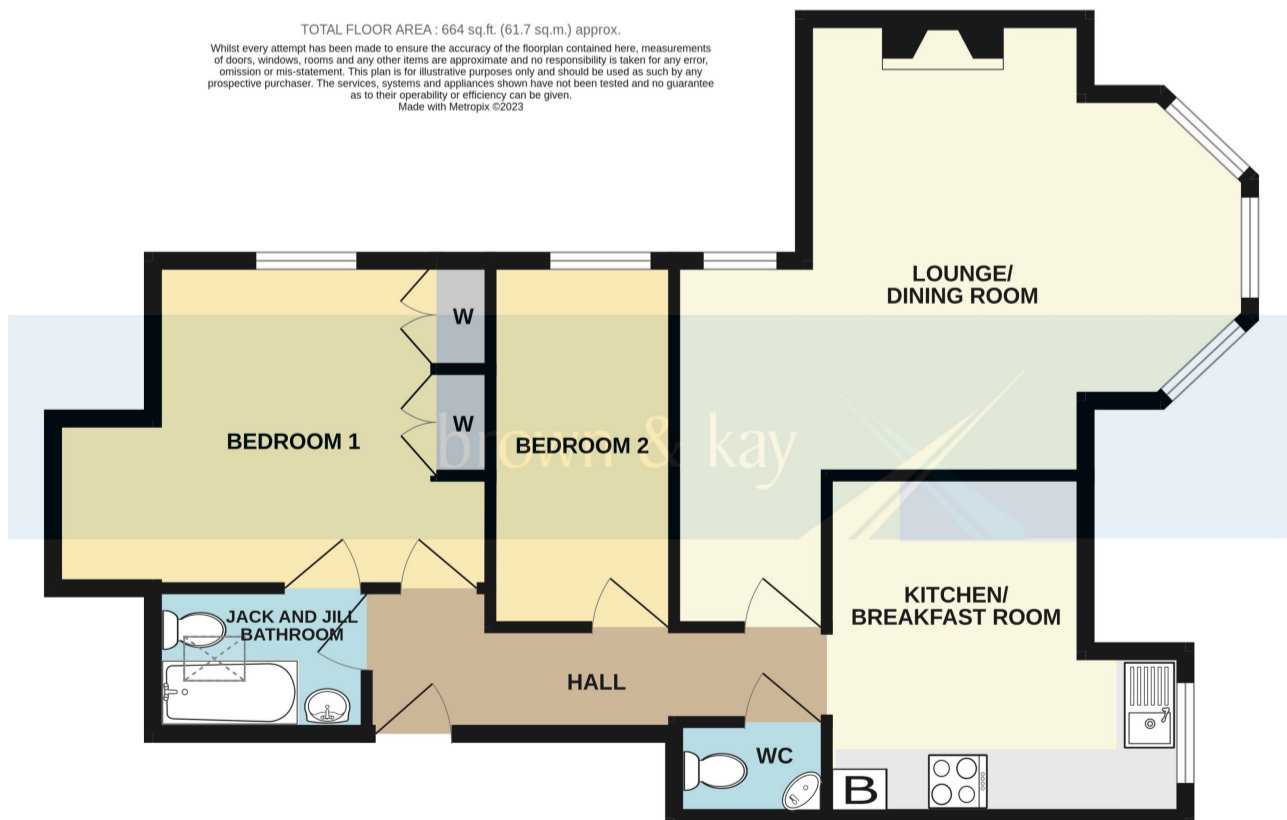 TOTAL FLOOR AREA : 664 sq.ft. (61.7 sq.m.) approx.
Whilst every attempt has been made to ensure the accuracy of the floorplan contained here, measurements
of doors, windows, rooms and any other items are approximate and no responsibility is taken for any error,
omission or mis-statement. This plan is for illustrative purposes only and should be used as such by any
prospective purchaser. The services, systems and appliances shown have not been tested and no guarantee
as to their operability or efficiency can be given.
Made with Metropix ©2023
LOUNGE/
DINING ROOM
W
W
BEDROOM 1
BEDROOM 2
brown & kay
KITCHEN/
BREAKFAST ROOM
JACK AND JILL
BATHROOM
HALL
WC
B